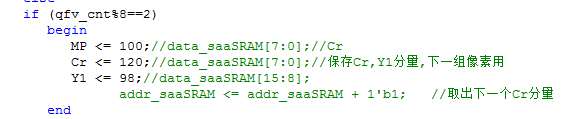 else
if (qfv_cnt%8==2)
begin
MP <= 100;//data_saaSRAM[7:0];//Cr
Cr <= 120;//data_saaSRAM[7:0];//保存Cr,Y1分量,下一组像素用
Y1 <= 98;//data_saaSRAM[15:8];
addr_saaSRAM <= addr_saaSRAM + 1'b1; //取出下一个Cr分量
end